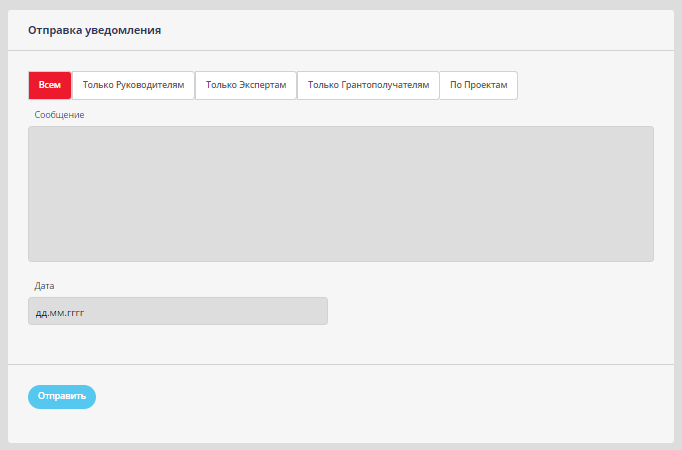 Отправка уведомления
Всем Только Руководителям Только Экспертам Только Грантополучателям По Проектам
Сообщение
Дата
дд.мм.гггг
Отправить